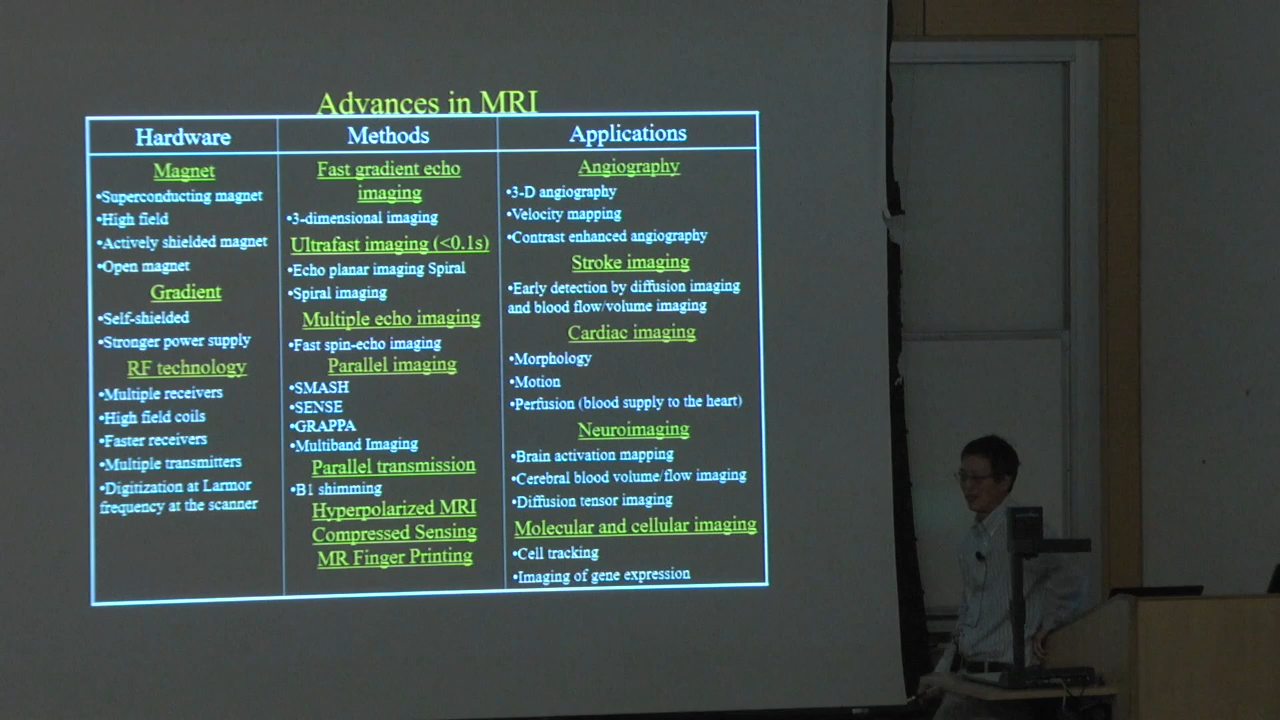 Advances in MRI
Hardware
Magnet
•Superconducting magnet
•High field
•Actively shielded magnet
•Open magnet
Gradient
•Self-shielded
•Stronger power supply
RF technology
•Multiple receivers
•High field coils
•Faster receivers
•Multiple transmitters
•Digitization at Larmor
frequency at the scanner
Methods
Fast gradient echo
imaging
•3-dimensional imaging
Ultrafast imaging (<0.1s)
•Echo planar imaging Spiral
•Spiral imaging
Multiple echo imaging
•Fast spin-echo imaging
Parallel imaging
•SMASH
•SENSE
•GRAPPA
•Multiband Imaging
Parallel transmission
•B1 shimming
Hyperpolarized MRI
Compressed Sensing
MR Finger Printing
Applications
Angiography
•3-D angiography
•Velocity mapping
•Contrast enhanced angiography
Stroke imaging
•Early detection by diffusion imaging
and blood flow/volume imaging
Cardiac imaging
•Morphology
•Motion
•Perfusion (blood supply to the heart)
Neuroimaging
•Brain activation mapping
•Cerebral blood volume/flow imaging
•Diffusion tensor imaging
Molecular and cellular imaging
•Cell tracking
•Imaging of gene expression